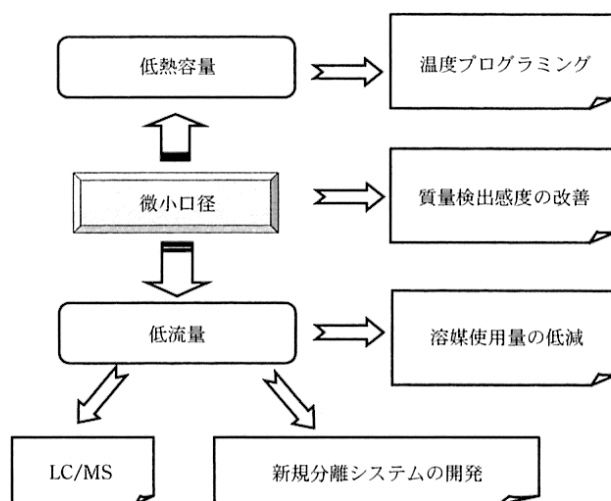 低熱容量
温度プログラミング
微小口径
質量検出感度の改善
低流量
溶媒使用量の低減
LC/MS
新規分離システムの開発